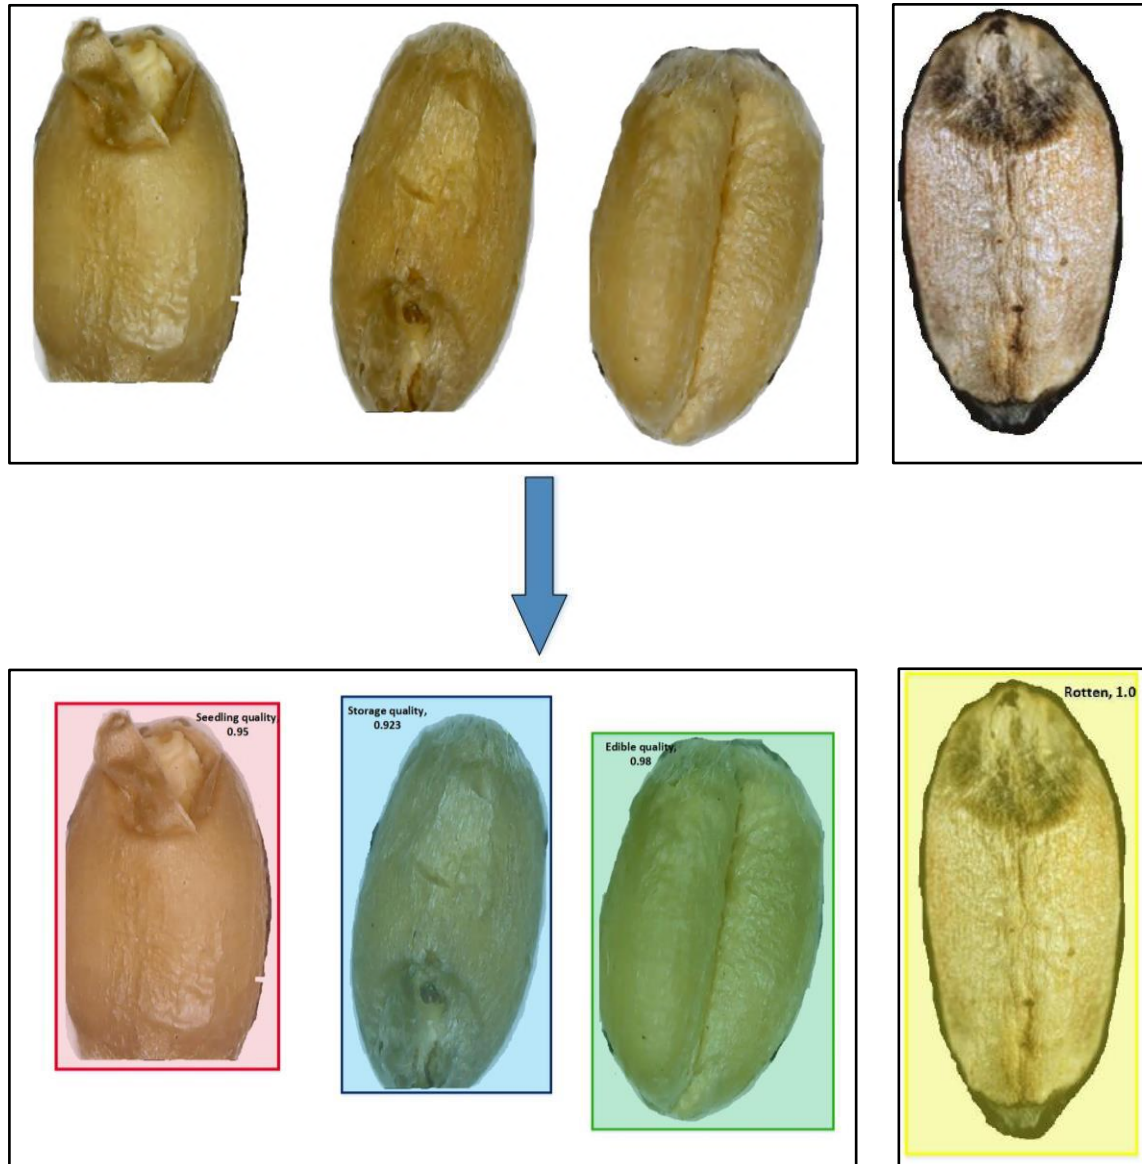 Seedling quality,
0.95
Storage quality,
0.923
Edible quality,
0.98
Rotten, 1.0